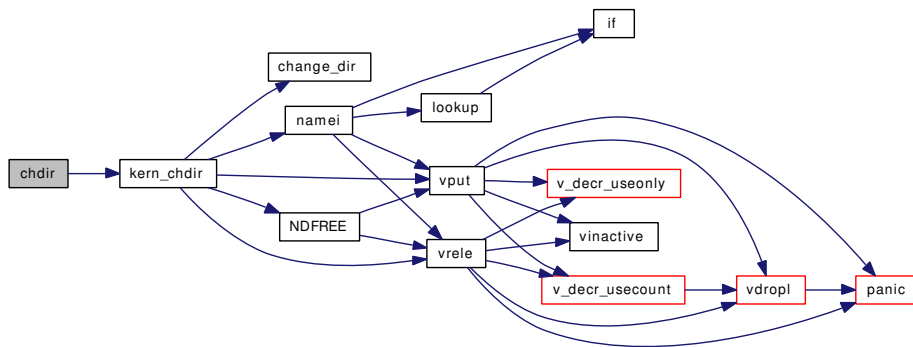 if
change_dir
lookup
namei
chdir
kern_chdir
vput
v_decr_useonly
NDFREE
vinactive
vrele
v_decr_usecount
vdropl
panic